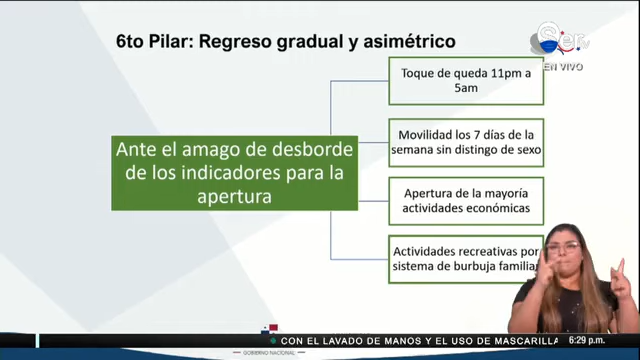 6to Pilar: Regreso gradual y asimétrico
Ser
tv
EN VIVO
Toque de queda 11pm a
5am
Movilidad los 7 días de la
semana sin distingo de sexo
Ante el amago de desborde
de los indicadores para la
apertura
Apertura de la mayoría
actividades económicas
Actividades recreativas por
sistema de burbuja familiar
CON EL LAVADO DE MANOS Y EL USO DE MASCARILLA
6:29 p.m.
GOBIERNO NACIONAL